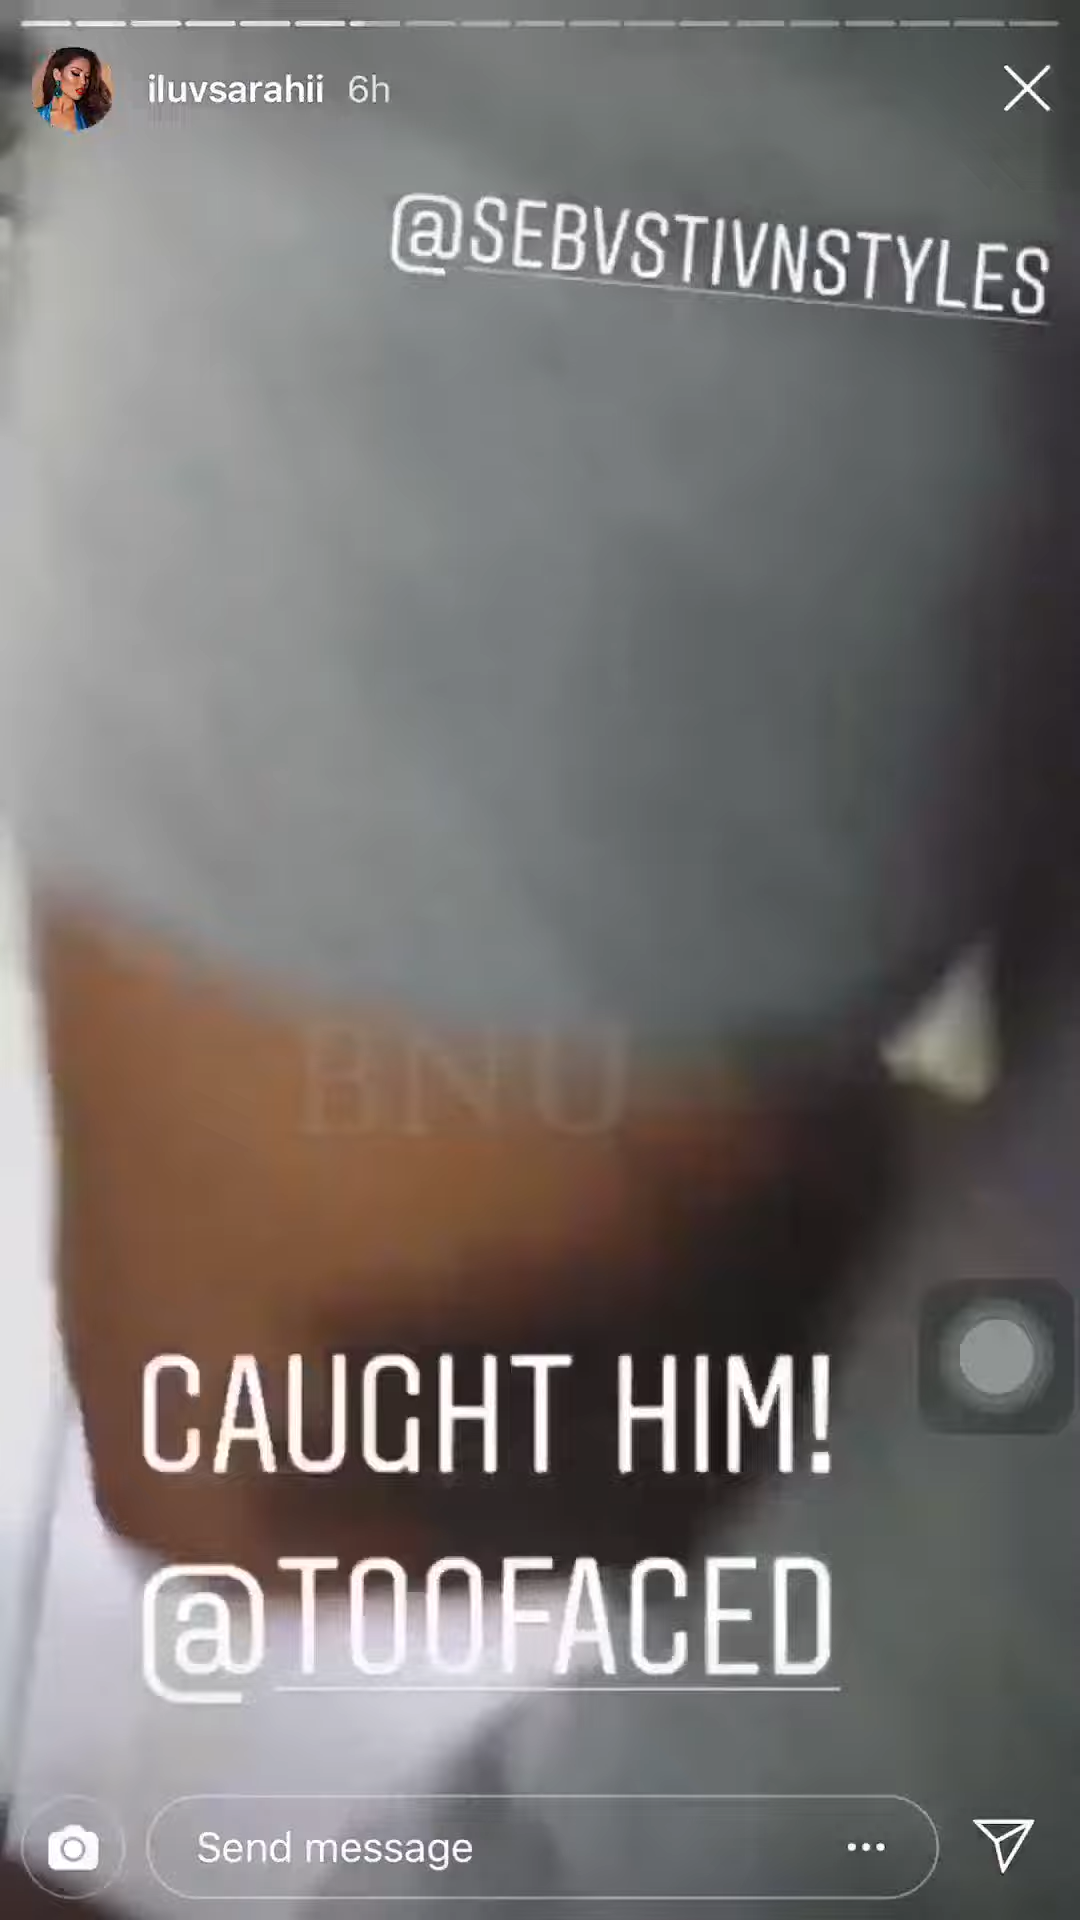 iluvsarahii 6h
@SEBVSTIVNSTYLES
BNU
CAUGHT HIM!
@TOOFACED
Send message